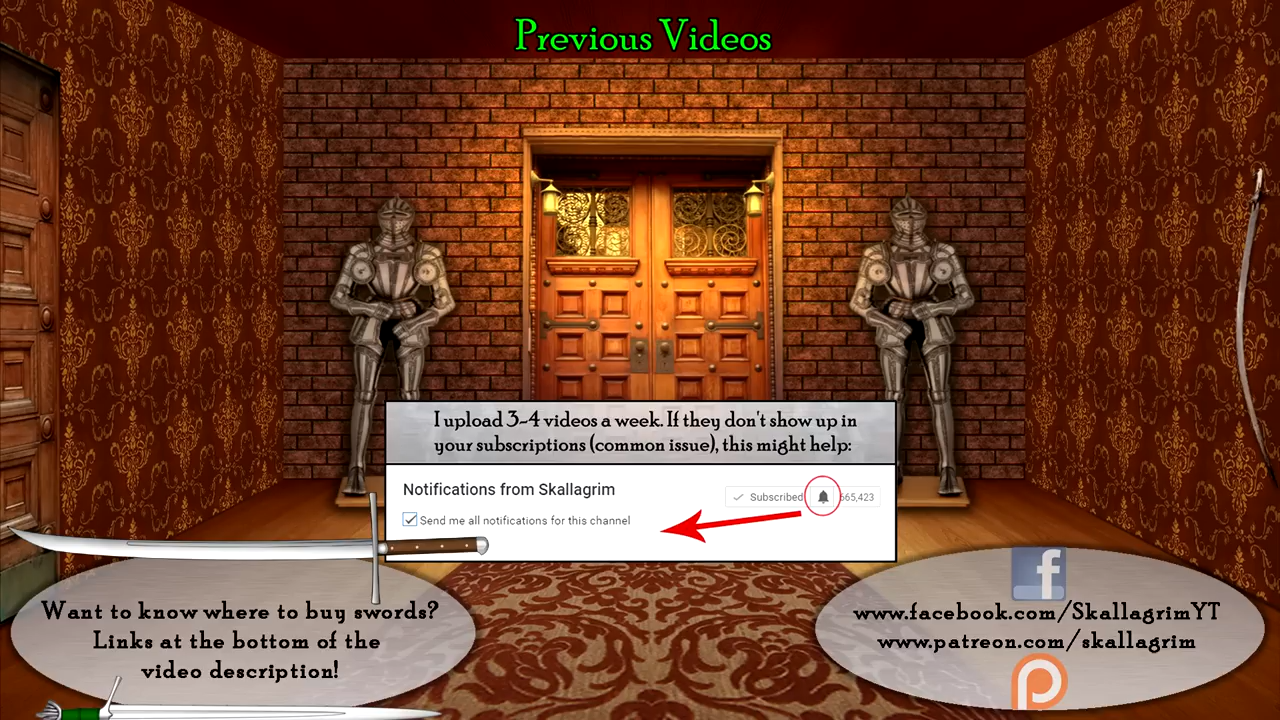 Previous Videos
I upload 3-4 videos a week. If they don't show up in
your subscriptions (common issue), this might help:
Notifications from Skallagrim
Subscribed 665,423
Send me all notifications for this channel
Want to know where to buy swords?
Links at the bottom of the
video description!
www.facebook.com/SkallagrimYT
www.patreon.com/skallagrim